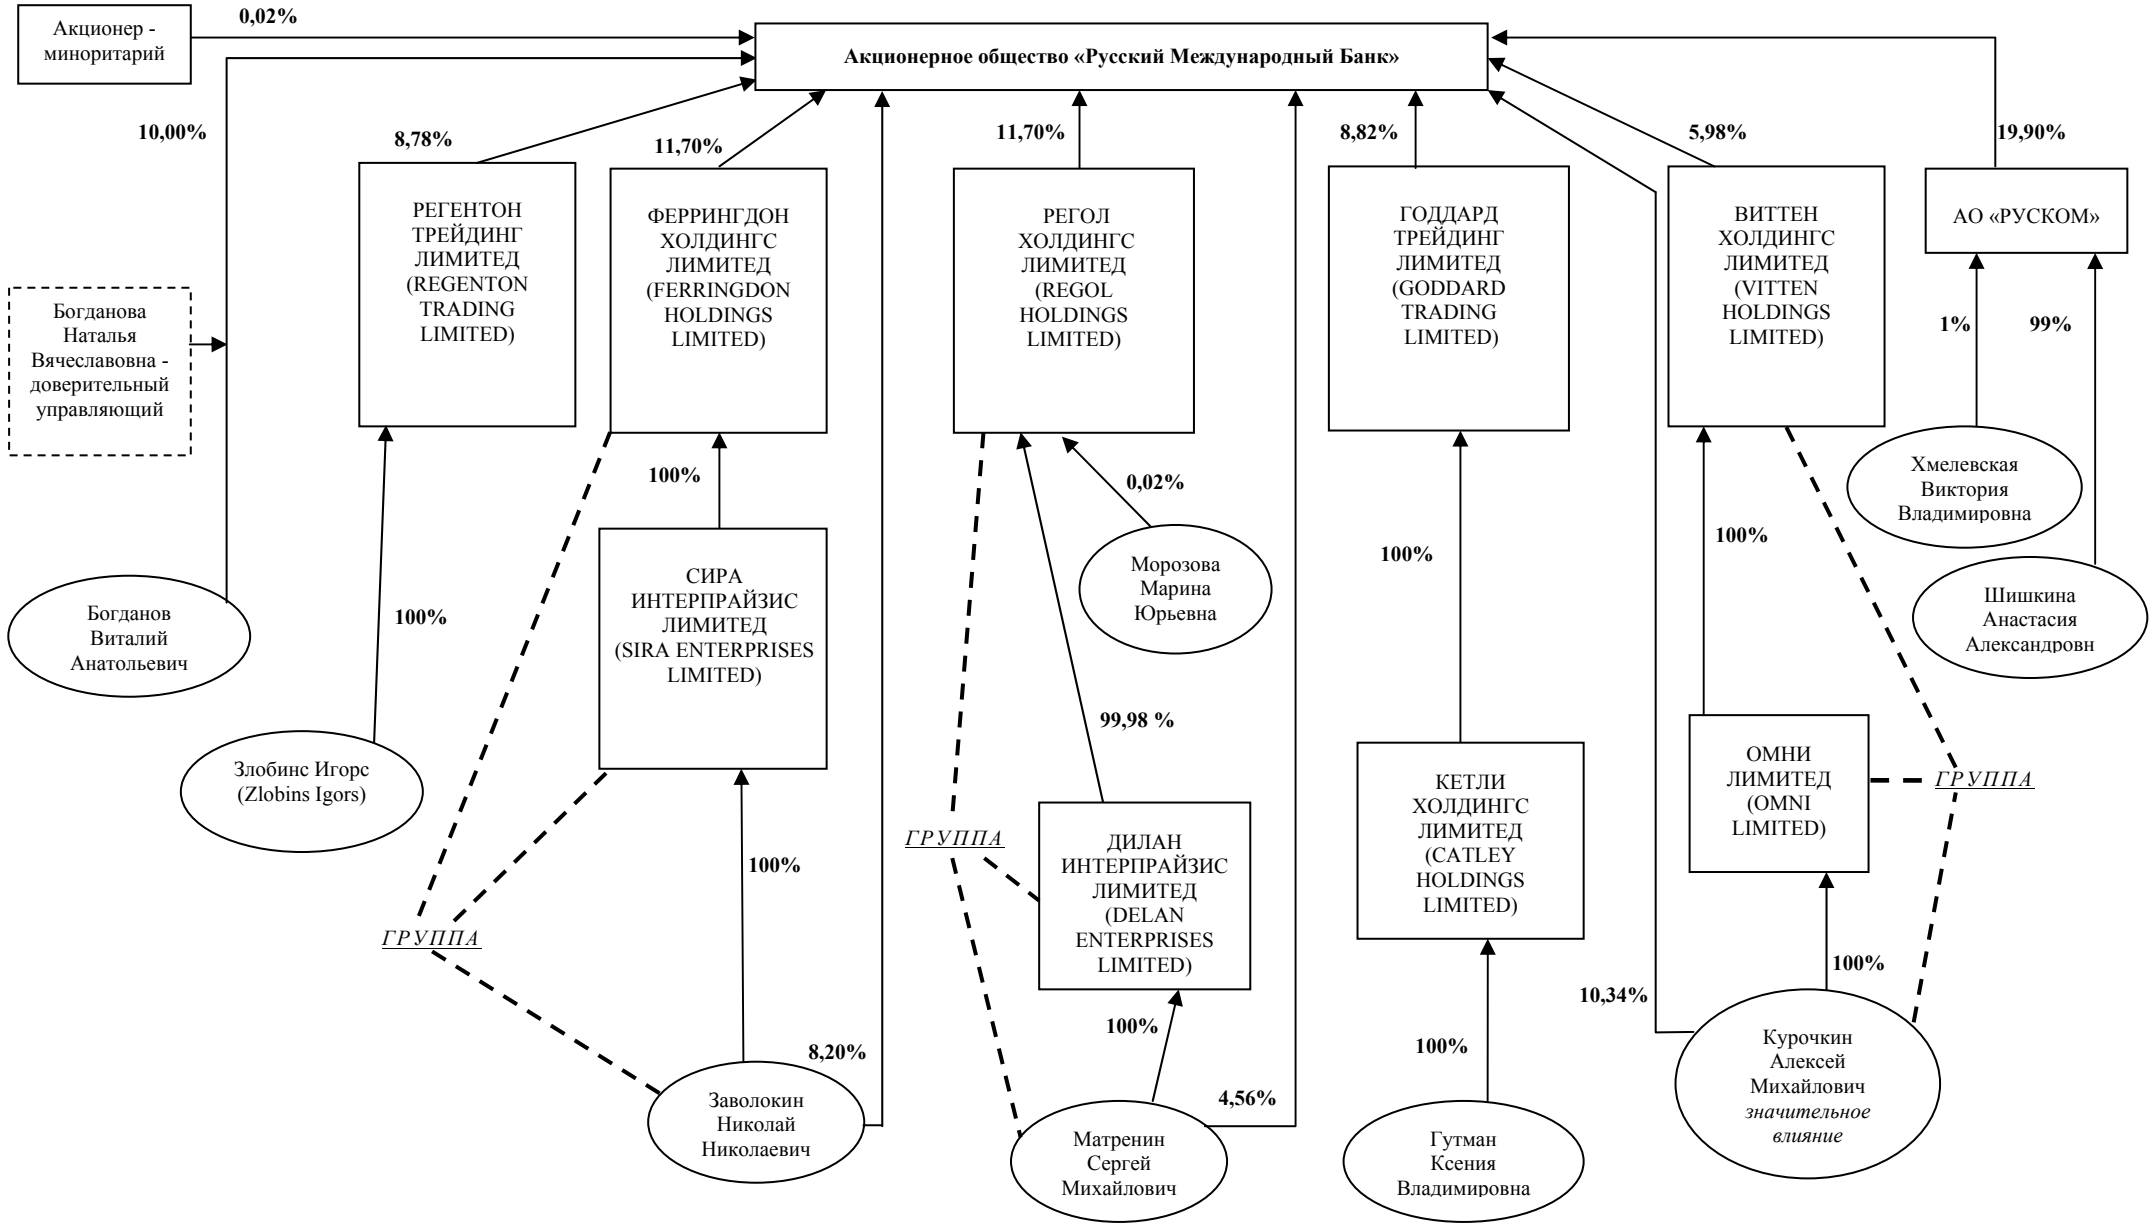 Акционер -
миноритарий
0,02%
Акционерное общество «Русский Международный Банк»
10,00%
8,78%
11,70%
11,70%
8,82%
5,98%
19,90%
РЕГЕНТОН
ТРЕЙДИНГ
ЛИМИТЕД
(REGENTON
TRADING
LIMITED)
ФЕРРИНГДОН
ХОЛДИНГС
ЛИМИТЕД
(FERRINGDON
HOLDINGS
LIMITED)
РЕГОЛ
ХОЛДИНГС
ЛИМИТЕД
(REGOL
HOLDINGS
LIMITED)
ГОДДАРД
ТРЕЙДИНГ
ЛИМИТЕД
(GODDARD
TRADING
LIMITED)
ВИТТЕН
ХОЛДИНГС
ЛИМИТЕД
(VITTEN
HOLDINGS
LIMITED)
АО «РУСКОМ»
Богданова
Наталья
Вячеславовна -
доверительный
управляющий
1%
99%
100%
0,02%
Хмелевская
Виктория
Владимировна
100%
100%
СИРА
ИНТЕРПРАЙЗИС
ЛИМИТЕД
(SIRA ENTERPRISES
LIMITED)
Морозова
Марина
Юрьевна
Богданов
Виталий
Анатольевич
100%
Шишкина
Анастасия
Александровн
99,98 %
Злобинс Игорс
(Zlobins Igors)
ОМНИ
ЛИМИТЕД
(OMNI
LIMITED)
ГРУППА
КЕТЛИ
ХОЛДИНГС
ЛИМИТЕД
(CATLEY
HOLDINGS
LIMITED)
ГРУППА
ДИЛАН
ИНТЕРПРАЙЗИС
ЛИМИТЕД
(DELAN
ENTERPRISES
LIMITED)
100%
ГРУППА
100%
10,34%
100%
100%
8,20%
4,56%
Заволокин
Николай
Николаевич
Матренин
Сергей
Михайлович
Гутман
Ксения
Владимировна
Курочкин
Алексей
Михайлович
значительное
влияние